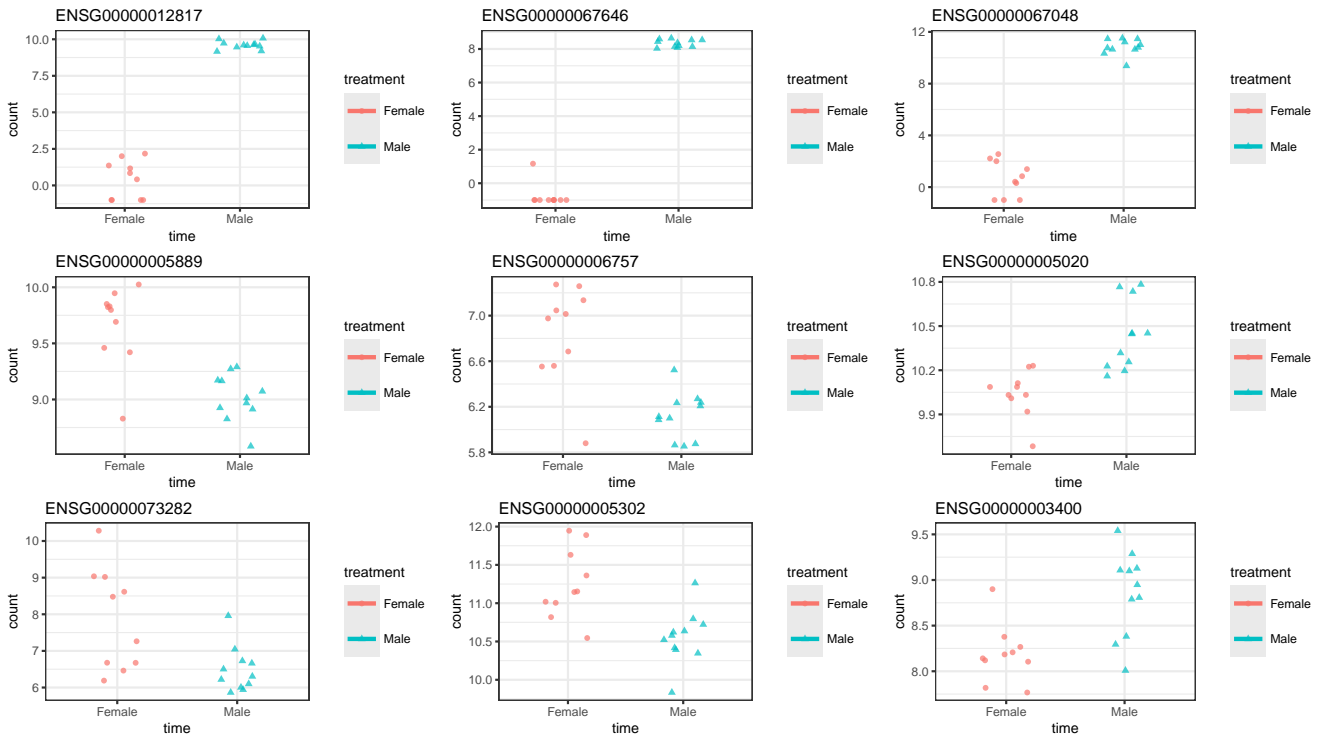 ENSG00000012817
count
10.0
7.5
5.0
2.5
0.0
Female
Male
time
treatment
Female
Male
ENSG00000067646
count
8
6
4
2
0
Female
Male
time
treatment
Female
Male
ENSG00000067048
count
12
8
4
0
Female
Male
time
treatment
Female
Male
ENSG00000005889
count
10.0
9.5
9.0
Female
Male
time
treatment
Female
Male
ENSG00000006757
count
7.0
6.6
6.2
5.8
Female
Male
time
treatment
Female
Male
ENSG00000005020
count
10.8
10.5
10.2
9.9
Female
Male
time
treatment
Female
Male
ENSG00000073282
count
10
9
8
7
6
Female
Male
time
treatment
Female
Male
ENSG00000005302
count
12.0
11.5
11.0
10.5
10.0
Female
Male
time
treatment
Female
Male
ENSG00000003400
count
9.5
9.0
8.5
8.0
Female
Male
time
treatment
Female
Male